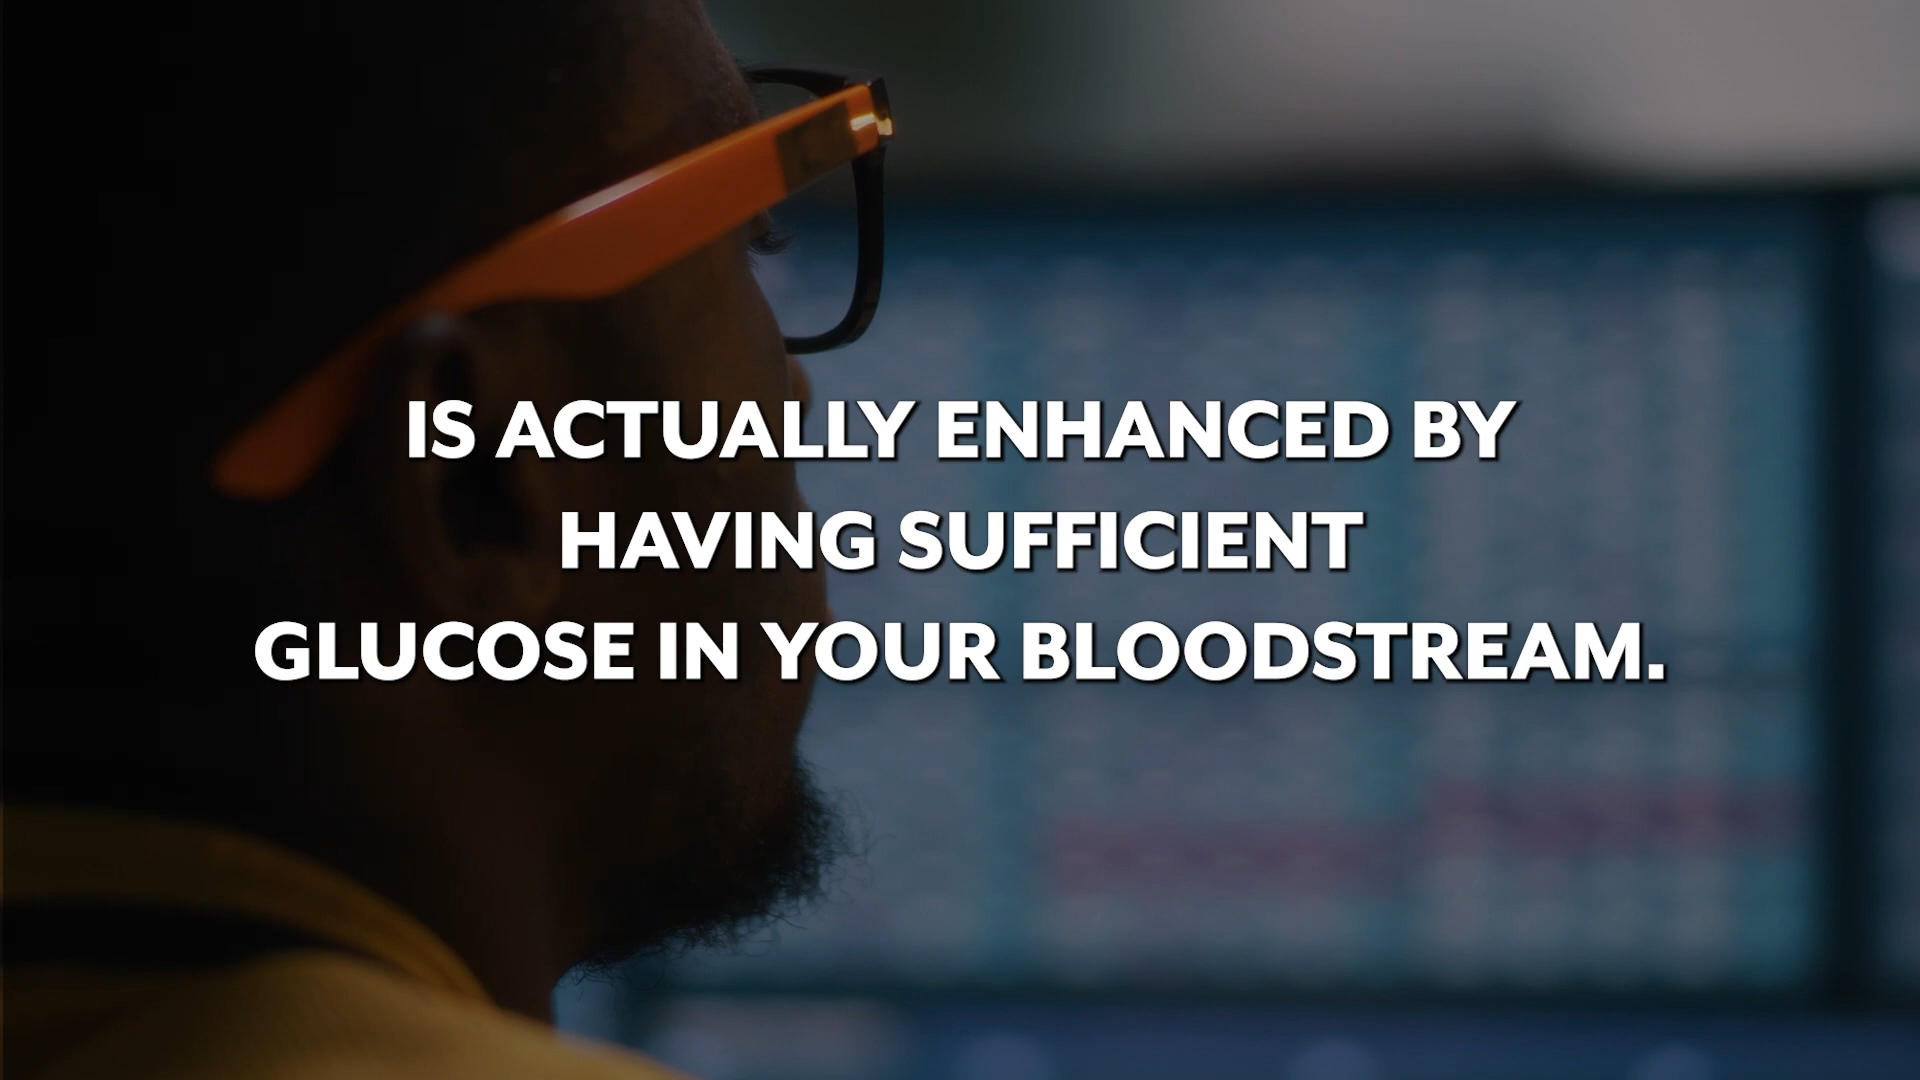 IS ACTUALLY ENHANCED BY
HAVING SUFFICIENT
GLUCOSE IN YOUR BLOODSTREAM.